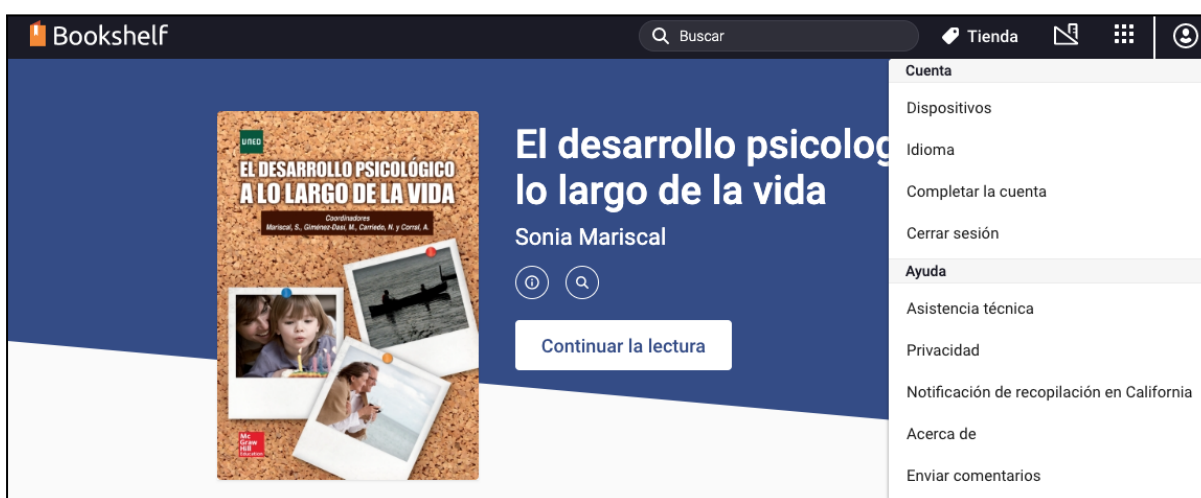 Bookshelf
Buscar
Tienda
UNED
EL DESARROLLO PSICOLÓGICO
A LO LARGO DE LA VIDA
Coordinadores
Mariscal, S., Giménez-Dasí, M., Carriedo, N. y Corral, A.
Mc
Graw
Hill
Education
El desarrollo psicolog
lo largo de la vida
Sonia Mariscal
Continuar la lectura
Cuenta
Dispositivos
Idioma
Completar la cuenta
Cerrar sesión
Ayuda
Asistencia técnica
Privacidad
Notificación de recopilación en California
Acerca de
Enviar comentarios